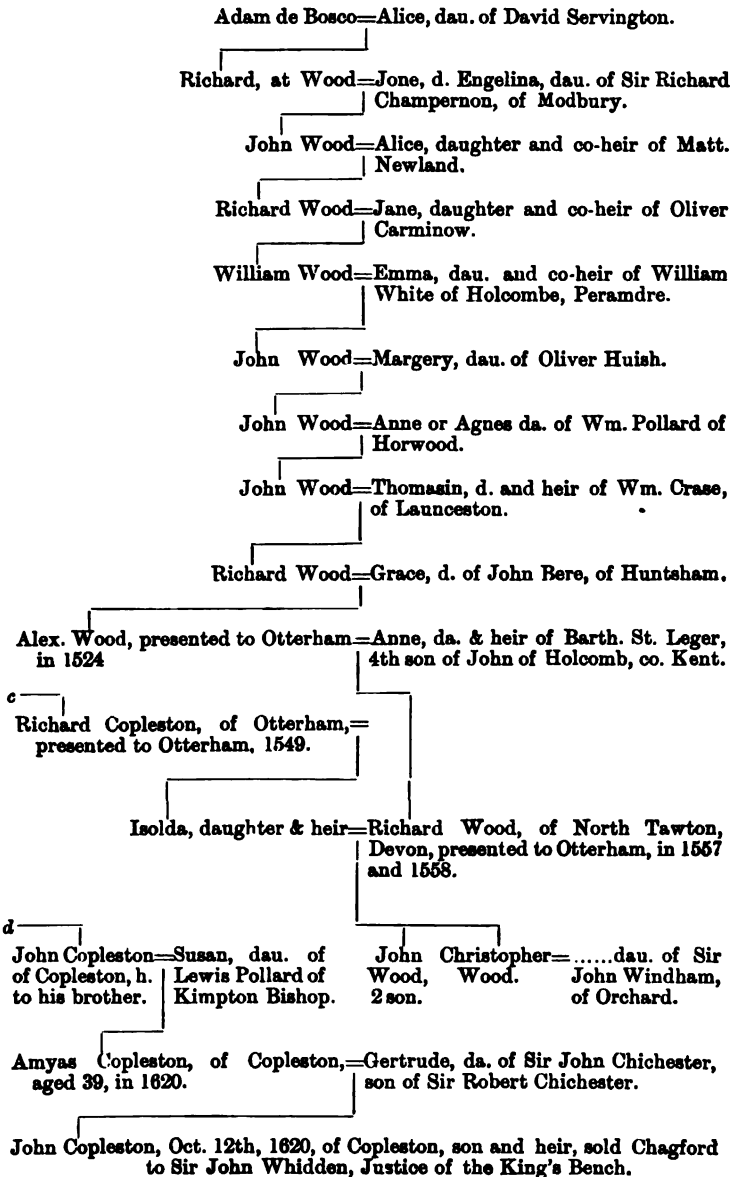 Adam de Bosco=Alice, dau. of David Servington.
Richard, at Wood=Jone, d. Engelina, dau. of Sir Richard
Champernon, of Modbury.
John Wood=Alice, daughter and co-heir of Matt.
Newland.
Richard Wood=Jane, daughter and co-heir of Oliver
Carminow.
William Wood=Emma, dau. and co-heir of William
White of Holcombe, Peramdre.
John Wood=Margery, dau. of Oliver Huish.
John Wood=Anne or Agnes da. of Wm. Pollard of
Horwood.
John Wood=Thomasin, d. and heir of Wm. Crase,
of Launceston.
Richard Wood=Grace, d. of John Bere, of Huntsham.
Alex. Wood, presented to Otterham=Anne, da. & heir of Barth. St. Leger,
in 1524 4th son of John of Holcomb, co. Kent.
c
Richard Copleston, of Otterham,=
presented to Otterham, 1549.
Isolda, daughter & heir=Richard Wood, of North Tawton,
Devon, presented to Otterham, in 1557
and 1558.
d
John Copleston=Susan, dau. of John Christopher=......dau. of Sir
of Copleston, h. Lewis Pollard of Wood, Wood. John Windham,
to his brother. Kimpton Bishop. 2 son. of Orchard.
Amyas Copleston, of Copleston,=Gertrude, da. of Sir John Chichester,
aged 39, in 1620. son of Sir Robert Chichester.
John Copleston, Oct. 12th, 1620, of Copleston, son and heir, sold Chagford
to Sir John Whidden, Justice of the King's Bench.